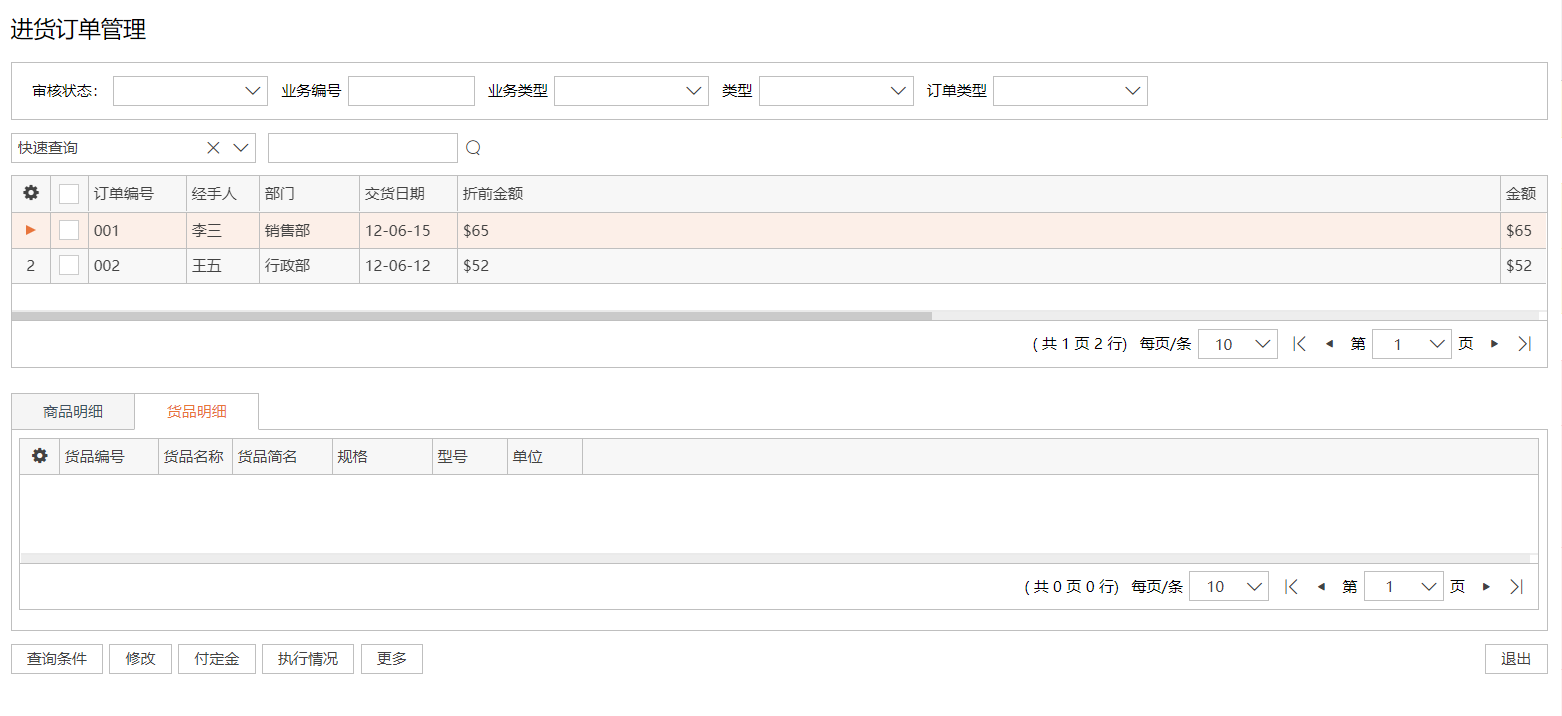 进货订单管理
审核状态： 业务编号 业务类型 类型 订单类型
快速查询
订单编号 经手人 部门 交货日期 折前金额 金额
001 李三 销售部 12-06-15 $65 $65
2 002 王五 行政部 12-06-12 $52 $52
( 共 1 页 2 行) 每页/条 10 第 1 页
商品明细 货品明细
货品编号 货品名称 货品简名 规格 型号 单位
( 共 0 页 0 行) 每页/条 10 第 1 页
查询条件 修改 付定金 执行情况 更多 退出